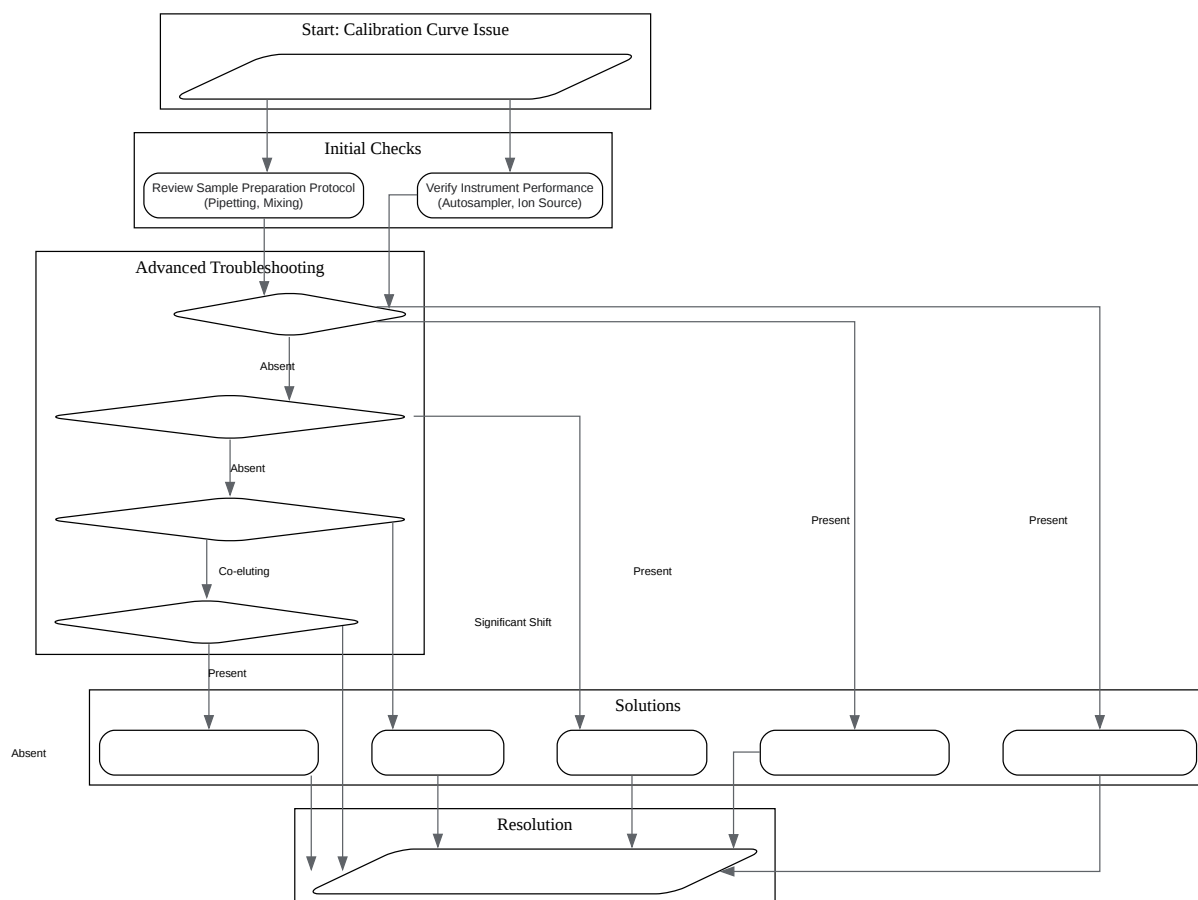 Start: Calibration Curve Issue
Initial Checks
Review Sample Preparation Protocol
(Pipetting, Mixing)
Verify Instrument Performance
(Autosampler, Ion Source)
Advanced Troubleshooting
Absent
Absent
Present
Present
Co-eluting
Present
Significant Shift
Present
Solutions
Absent
Resolution